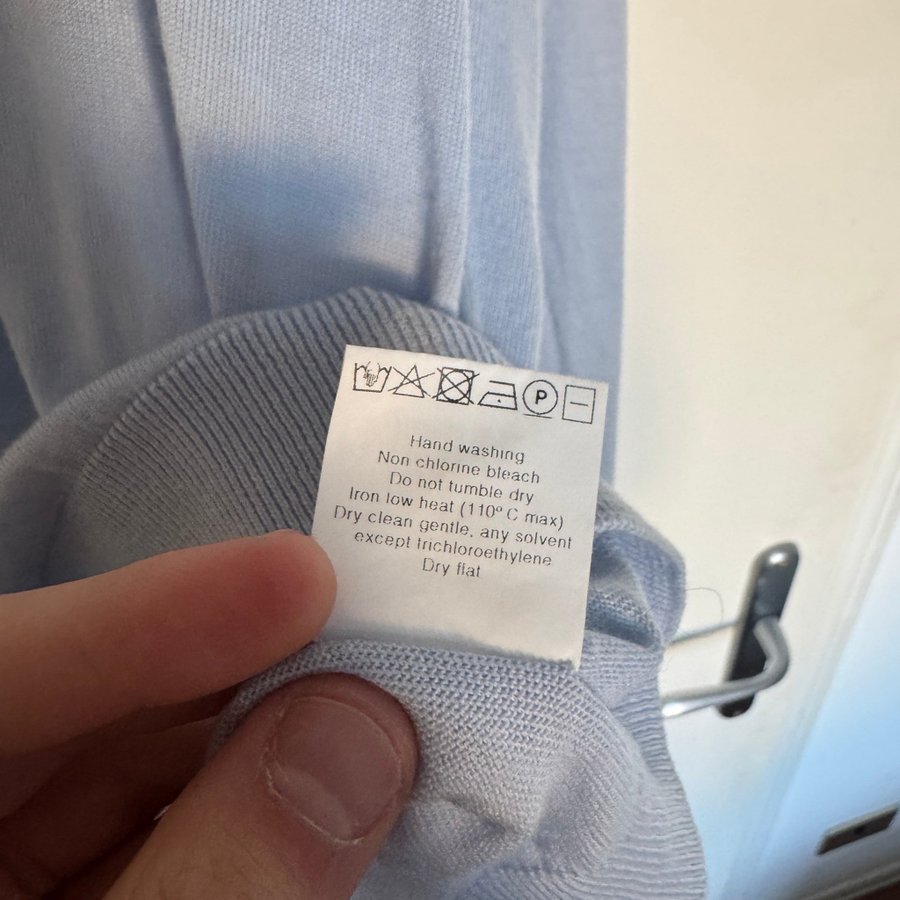 P
Hand washing
Non chlorine bleach
Do not tumble dry
Iron low heat (110° C max)
Dry clean gentle, any solvent
except trichloroethylene
Dry flat